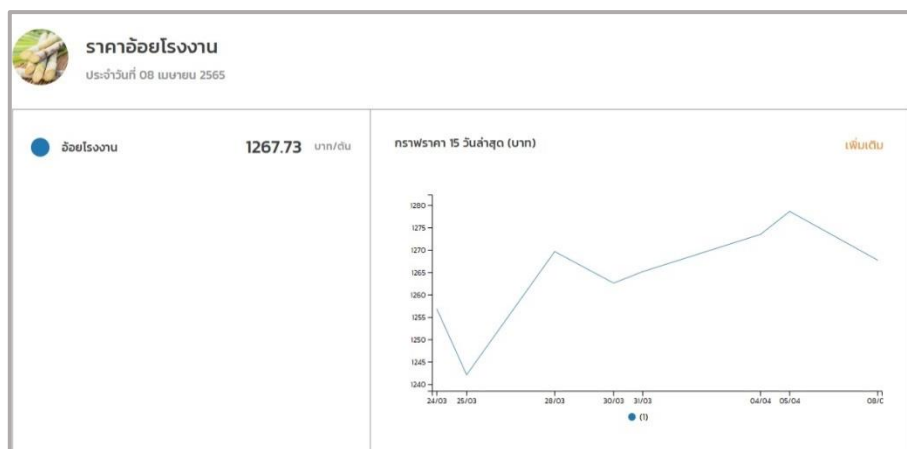 ราคาอ้อยโรงงาน
ประจำวันที่ 08 เมษายน 2565
อ้อยโรงงาน 1267.73 บาท/ตัน
กราฟราคา 15 วันล่าสุด (บาท) เพิ่มเติม
1280
1275
1270
1265
1260
1255
1250
1245
1240
24/03 25/03 28/03 30/03 31/03 04/04 05/04 08/0
(1)